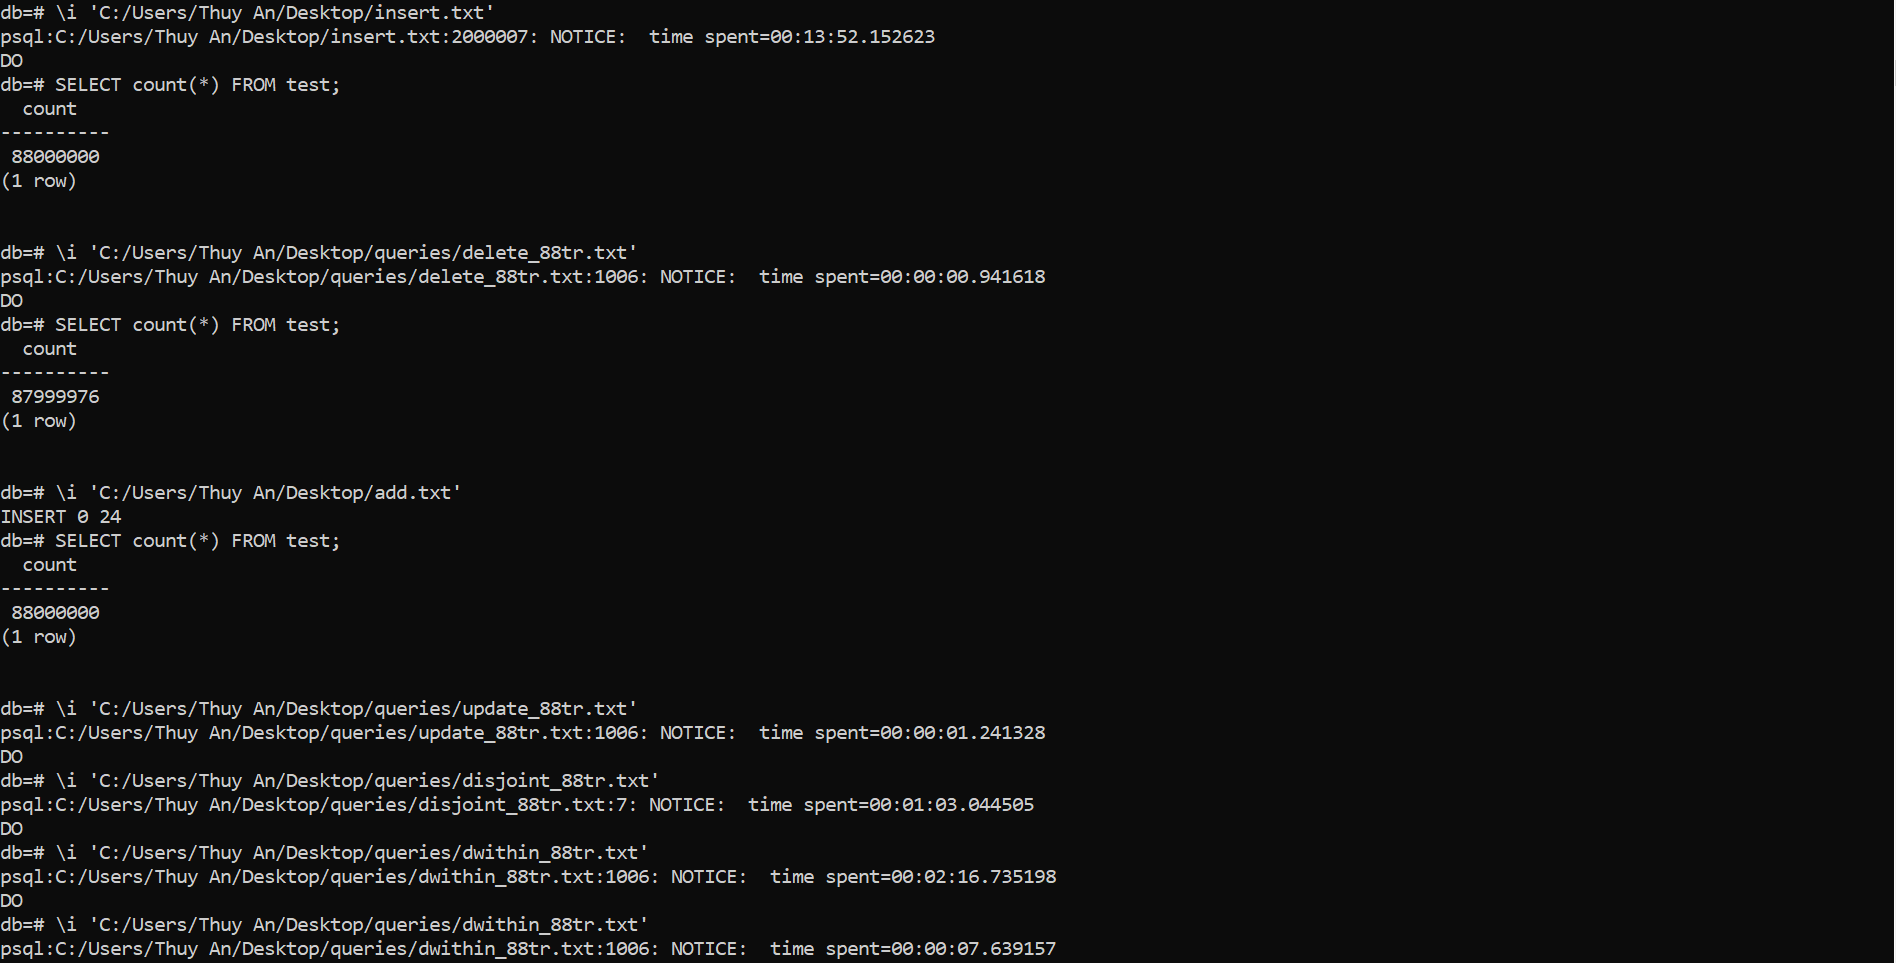 db=# \i 'C:/Users/Thuy An/Desktop/insert.txt'
psql:C:/Users/Thuy An/Desktop/insert.txt:2000007: NOTICE:  time spent=00:13:52.152623
DO
db=# SELECT count(*) FROM test;
  count
----------
 88000000
(1 row)
db=# \i 'C:/Users/Thuy An/Desktop/queries/delete_88tr.txt'
psql:C:/Users/Thuy An/Desktop/queries/delete_88tr.txt:1006: NOTICE:  time spent=00:00:00.941618
DO
db=# SELECT count(*) FROM test;
  count
----------
 87999976
(1 row)
db=# \i 'C:/Users/Thuy An/Desktop/add.txt'
INSERT 0 24
db=# SELECT count(*) FROM test;
  count
----------
 88000000
(1 row)
db=# \i 'C:/Users/Thuy An/Desktop/queries/update_88tr.txt'
psql:C:/Users/Thuy An/Desktop/queries/update_88tr.txt:1006: NOTICE:  time spent=00:00:01.241328
DO
db=# \i 'C:/Users/Thuy An/Desktop/queries/disjoint_88tr.txt'
psql:C:/Users/Thuy An/Desktop/queries/disjoint_88tr.txt:7: NOTICE:  time spent=00:01:03.044505
DO
db=# \i 'C:/Users/Thuy An/Desktop/queries/dwithin_88tr.txt'
psql:C:/Users/Thuy An/Desktop/queries/dwithin_88tr.txt:1006: NOTICE:  time spent=00:02:16.735198
DO
db=# \i 'C:/Users/Thuy An/Desktop/queries/dwithin_88tr.txt'
psql:C:/Users/Thuy An/Desktop/queries/dwithin_88tr.txt:1006: NOTICE:  time spent=00:00:07.639157